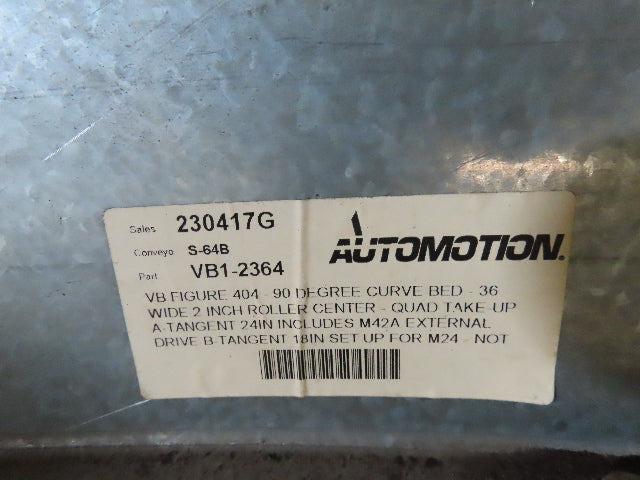 Sales 230417G
AUTOMOTION.
Conveyo S-64B
Part VB1-2364
VB FIGURE 404 - 90 DEGREE CURVE BED - 36
WIDE 2 INCH ROLLER CENTER - QUAD TAKE-UP
A-TANGENT 24IN INCLUDES M42A EXTERNAL
DRIVE B-TANGENT 18IN SET UP FOR M24 - NOT